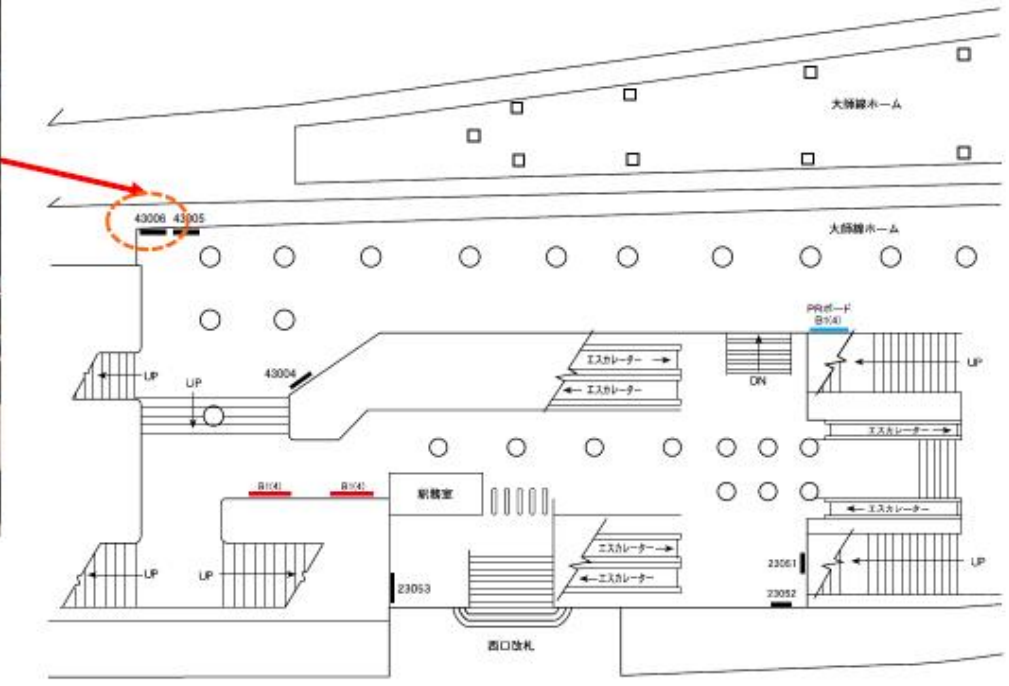 大師線ホーム
43006 43005
大師線ホーム
PRボード
B1(4)
UP
エスカレーター
エスカレーター
DN
UP
UP
43004
エスカレーター
B1(4)
B1(4)
駅務室
エスカレーター
エスカレーター
エスカレーター
UP
UP
UP
23051
23052
23053
西口改札